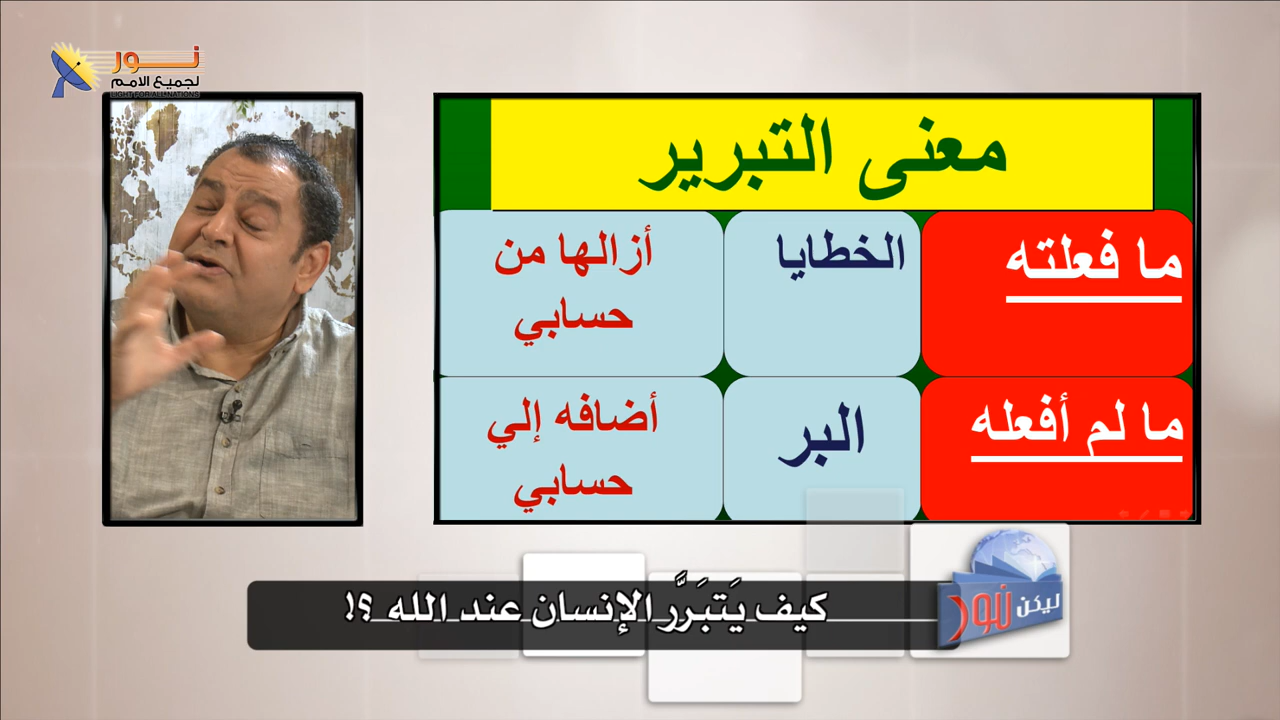 نور
لجميع الامم
LIGHT FOR ALL NATIONS
معنى التبرير
ما فعلته
الخطايا
أزالها من
حسابي
ما لم أفعله
البر
أضافه إلي
حسابي
كيف يَتبَرَّر الإنسان عند الله ؟!
ليكن نور